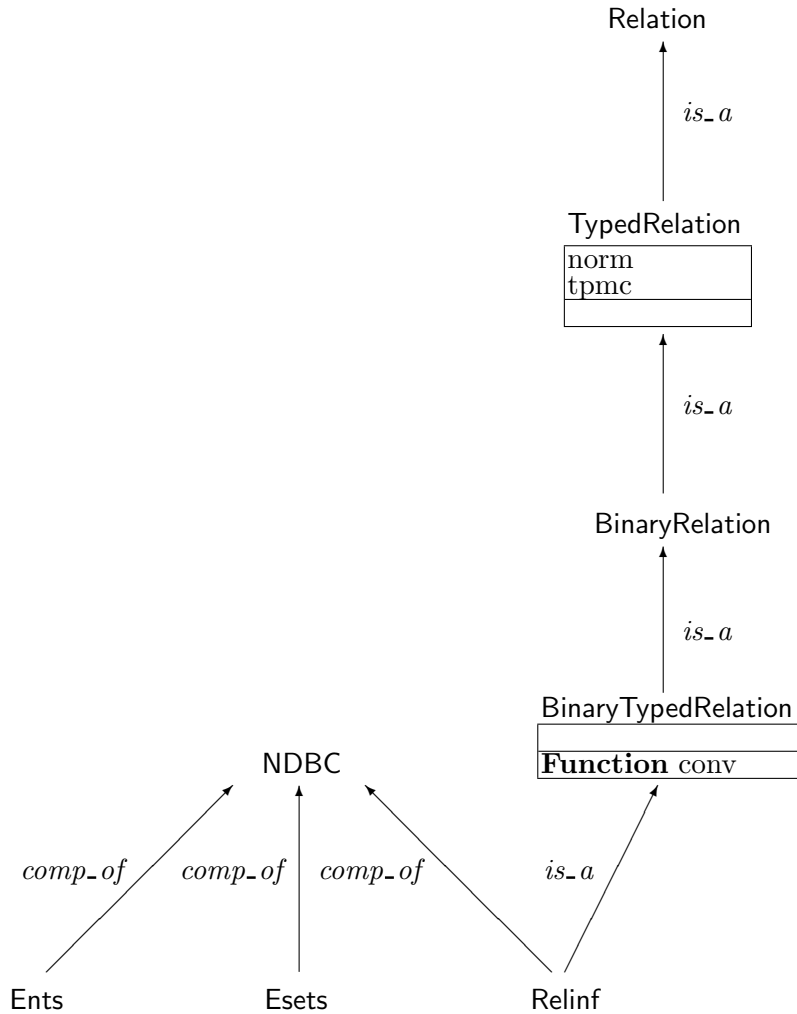 Relation
is_a
TypedRelation
norm
tpmc
is_a
BinaryRelation
is_a
BinaryTypedRelation
Function conv
NDBC
comp_of comp_of comp_of is_a
Ents Esets Relinf